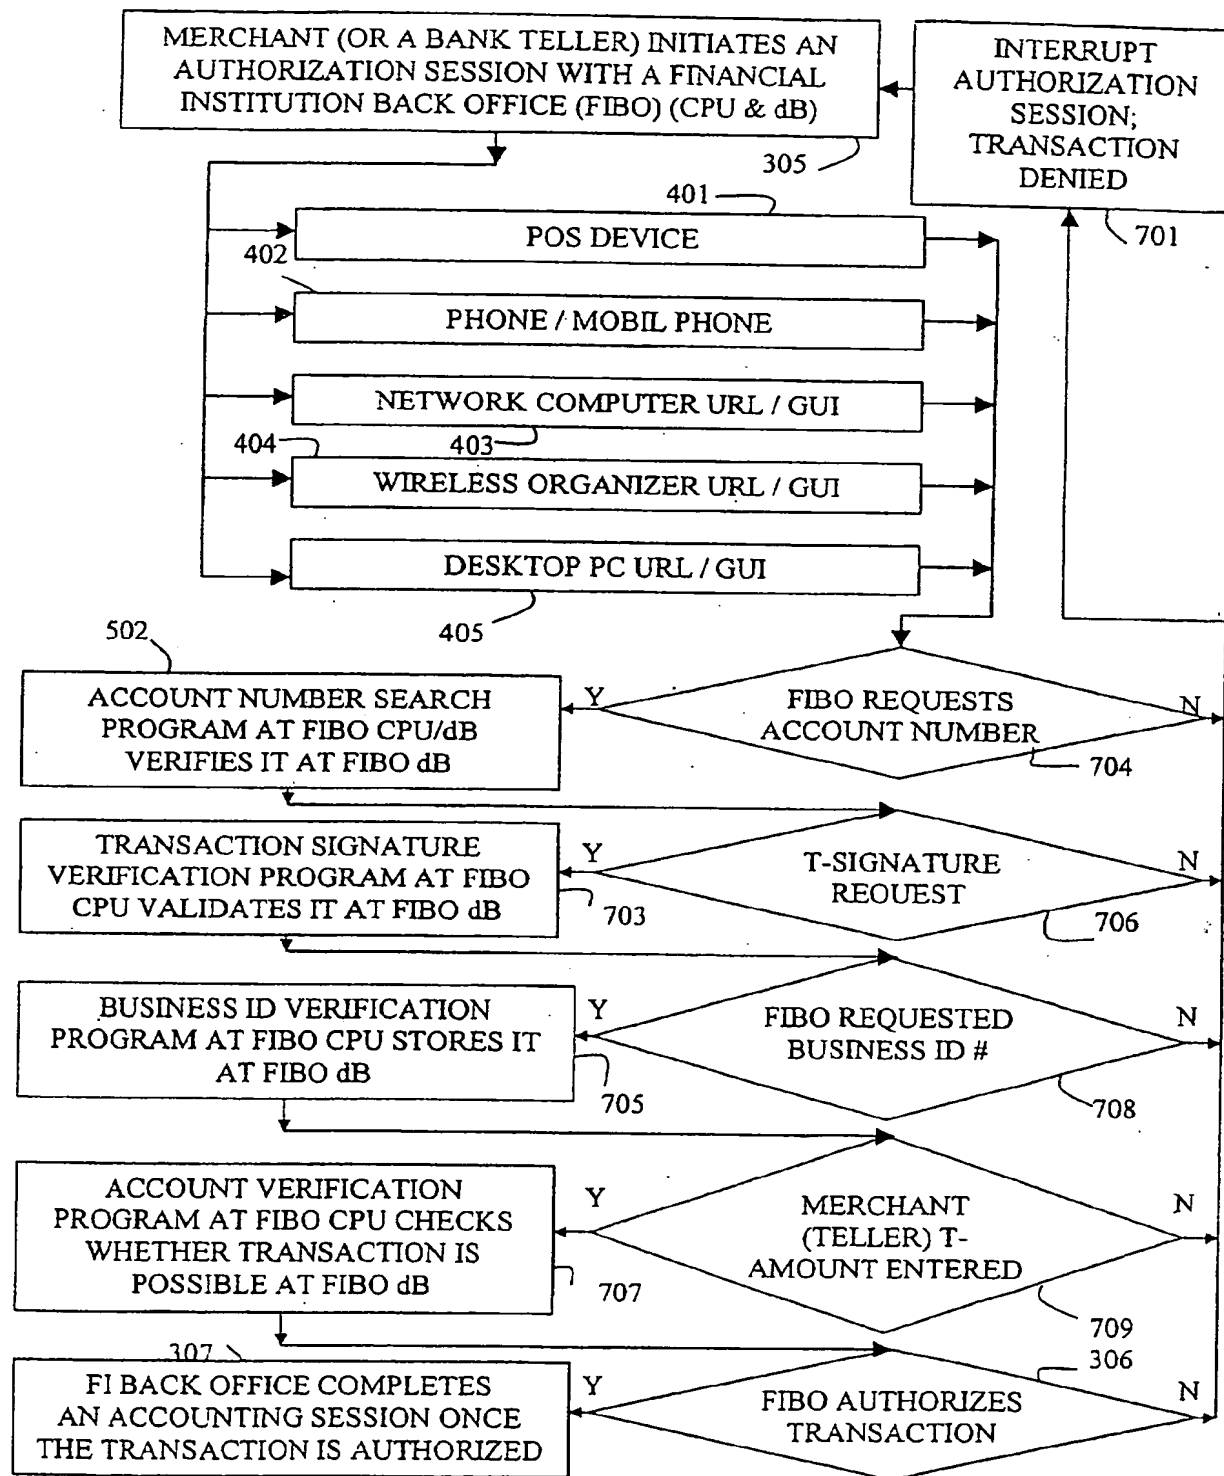 MERCHANT (OR A BANK TELLER) INITIATES AN
AUTHORIZATION SESSION WITH A FINANCIAL
INSTITUTION BACK OFFICE (FIBO) (CPU & dB)
305
INTERRUPT
AUTHORIZATION
SESSION;
TRANSACTION
DENIED
701
401
POS DEVICE
402
PHONE / MOBIL PHONE
NETWORK COMPUTER URL / GUI
403
404
WIRELESS ORGANIZER URL / GUI
DESKTOP PC URL / GUI
405
502
ACCOUNT NUMBER SEARCH
PROGRAM AT FIBO CPU/dB
VERIFIES IT AT FIBO dB
Y
FIBO REQUESTS
ACCOUNT NUMBER
N
704
TRANSACTION SIGNATURE
VERIFICATION PROGRAM AT FIBO
CPU VALIDATES IT AT FIBO dB
703
Y
T-SIGNATURE
REQUEST
N
706
BUSINESS ID VERIFICATION
PROGRAM AT FIBO CPU STORES IT
AT FIBO dB
705
Y
FIBO REQUESTED
BUSINESS ID #
N
708
ACCOUNT VERIFICATION
PROGRAM AT FIBO CPU CHECKS
WHETHER TRANSACTION IS
POSSIBLE AT FIBO dB
707
Y
MERCHANT
(TELLER) T-
AMOUNT ENTERED
N
709
307
FI BACK OFFICE COMPLETES
AN ACCOUNTING SESSION ONCE
THE TRANSACTION IS AUTHORIZED
Y
FIBO AUTHORIZES
TRANSACTION
306
N